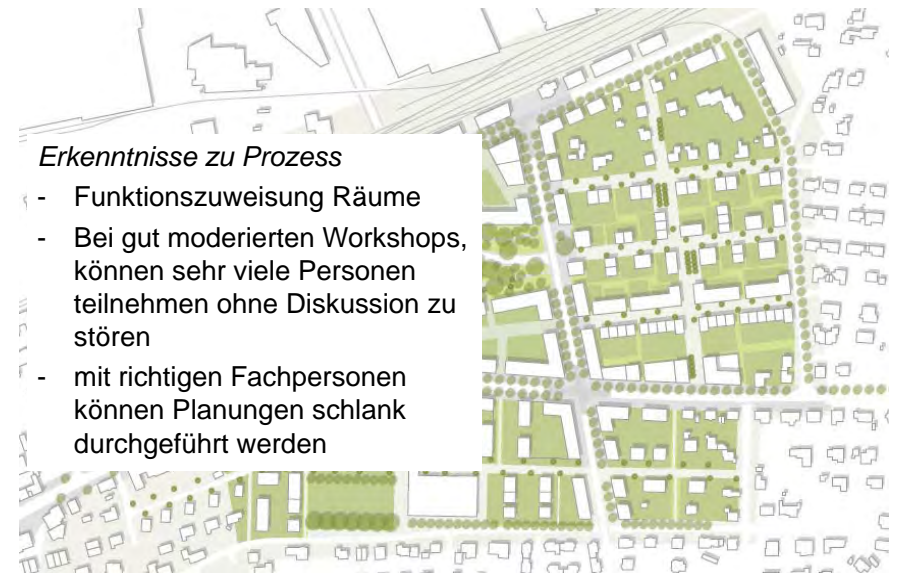 Erkenntnisse zu Prozess
- Funktionszuweisung Räume
- Bei gut moderierten Workshops,
können sehr viele Personen
teilnehmen ohne Diskussion zu
stören
- mit richtigen Fachpersonen
können Planungen schlank
durchgeführt werden